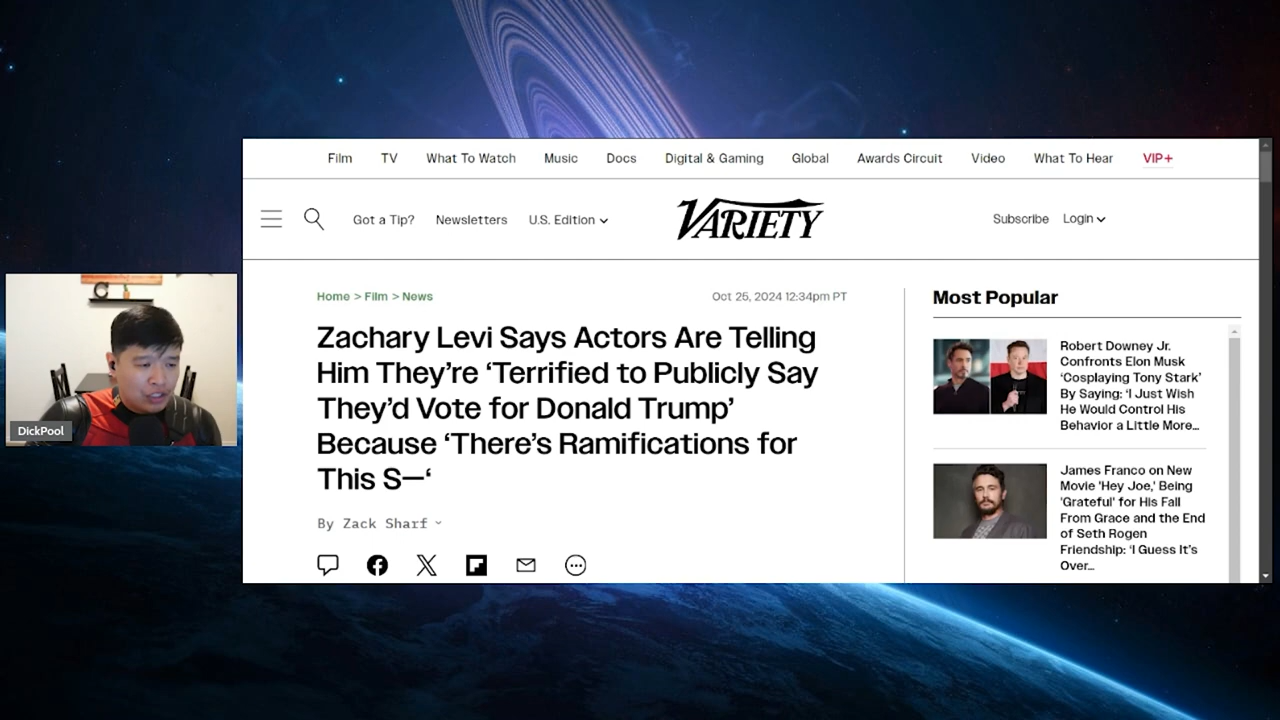 Film TV What To Watch Music Docs Digital & Gaming Global Awards Circuit Video What To Hear VIP+
Got a Tip? Newsletters U.S. Edition
VARIETY
Subscribe Login
Home > Film > News
Oct 25, 2024 12:34pm PT
Zachary Levi Says Actors Are Telling
Him They're 'Terrified to Publicly Say
They'd Vote for Donald Trump'
Because 'There's Ramifications for
This S—‘
By Zack Sharf
Most Popular
Robert Downey Jr.
Confronts Elon Musk
‘Cosplaying Tony Stark’
By Saying: ‘I Just Wish
He Would Control His
Behavior a Little More...
James Franco on New
Movie ‘Hey Joe,’ Being
‘Grateful’ for His Fall
From Grace and the End
of Seth Rogen
Friendship: ‘I Guess It’s
Over...
DickPool